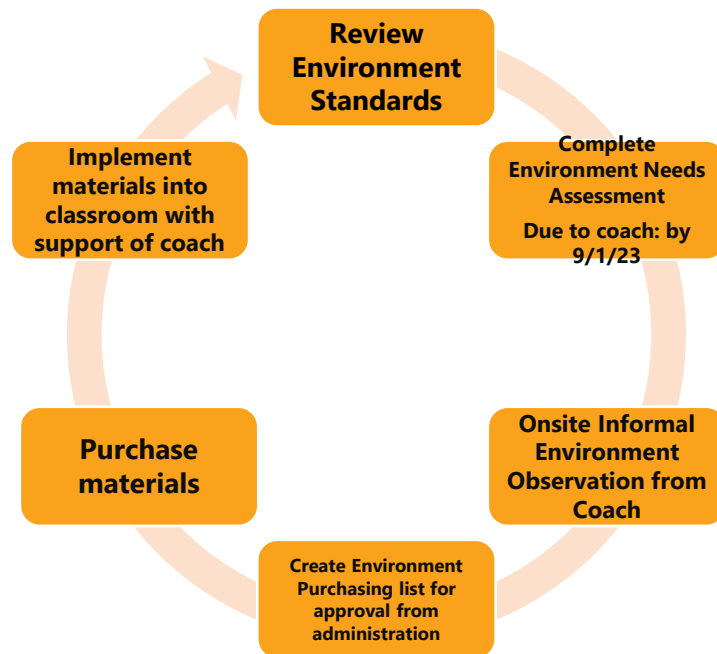 Review
Environment
Standards
Complete
Environment Needs
Assessment
Due to coach: by
9/1/23
Onsite Informal
Environment
Observation from
Coach
Create Environment
Purchasing list for
approval from
administration
Purchase
materials
Implement
materials into
classroom with
support of coach